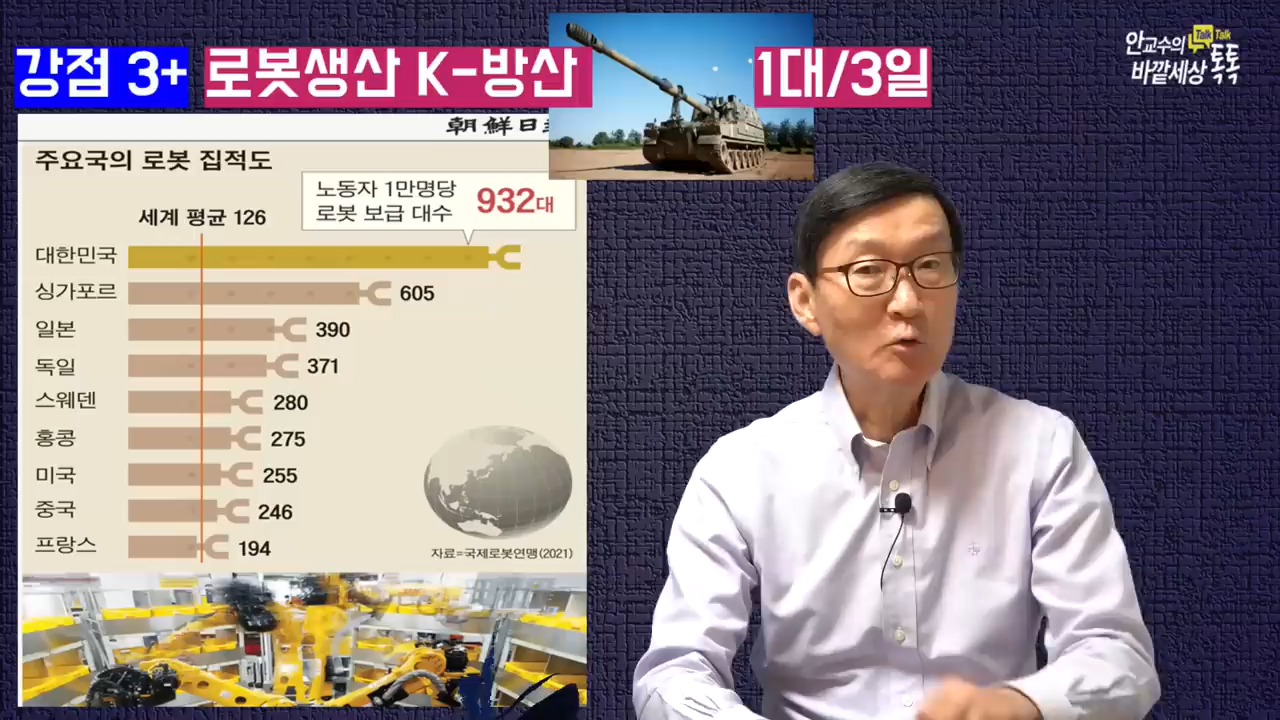 강점 3+ 로봇생산 K-방산 1대/3일
안교수의 Talk Talk 톡톡
바깥세상
朝鮮日
주요국의 로봇 집적도
노동자 1만명당
로봇 보급 대수 932대
세계 평균 126
대한민국
싱가포르 605
일본 390
독일 371
스웨덴 280
홍콩 275
미국 255
중국 246
프랑스 194
자료=국제로봇연맹(2021)